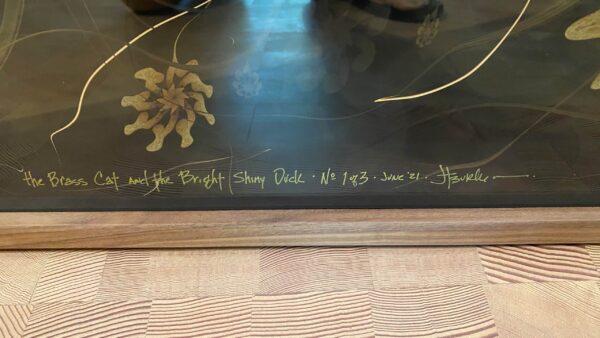 the Brass Cat and the Bright | Shiny Duck · Nº 1 of 3 · June '21 ·